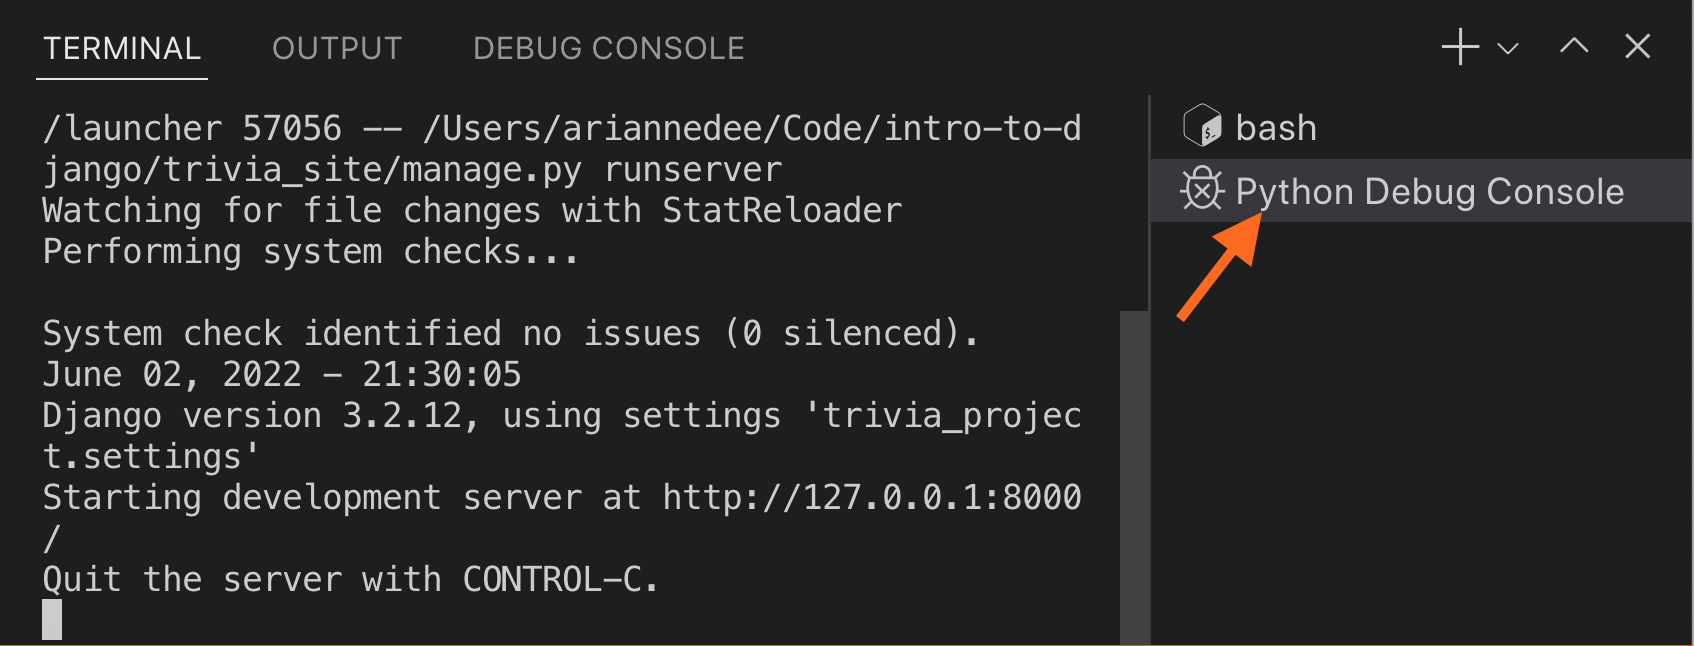 TERMINAL OUTPUT DEBUG CONSOLE
/launcher 57056 -- /Users/ariannedee/Code/intro-to-d
jango/trivia_site/manage.py runserver
Watching for file changes with StatReloader
Performing system checks...
System check identified no issues (0 silenced).
June 02, 2022 - 21:30:05
Django version 3.2.12, using settings 'trivia_projec
t.settings'
Starting development server at http://127.0.0.1:8000
/
Quit the server with CONTROL-C.
$_ bash
Python Debug Console